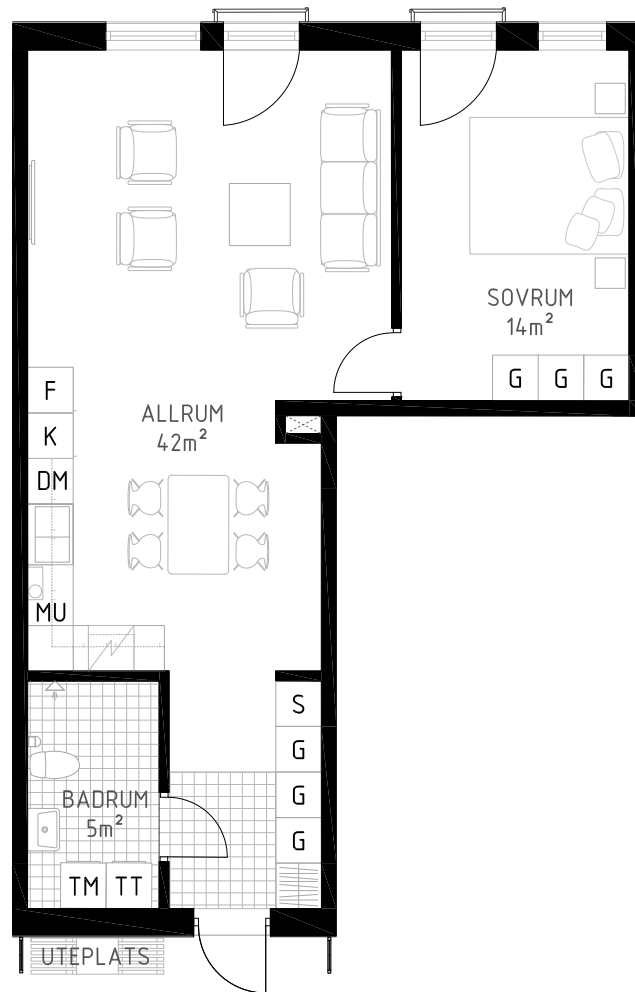 SOVRUM
14m²
G G G
F
ALLRUM
K
42m²
DM
MU
S
G
G
G
BADRUM
5m²
TM TT
UTEPLATS